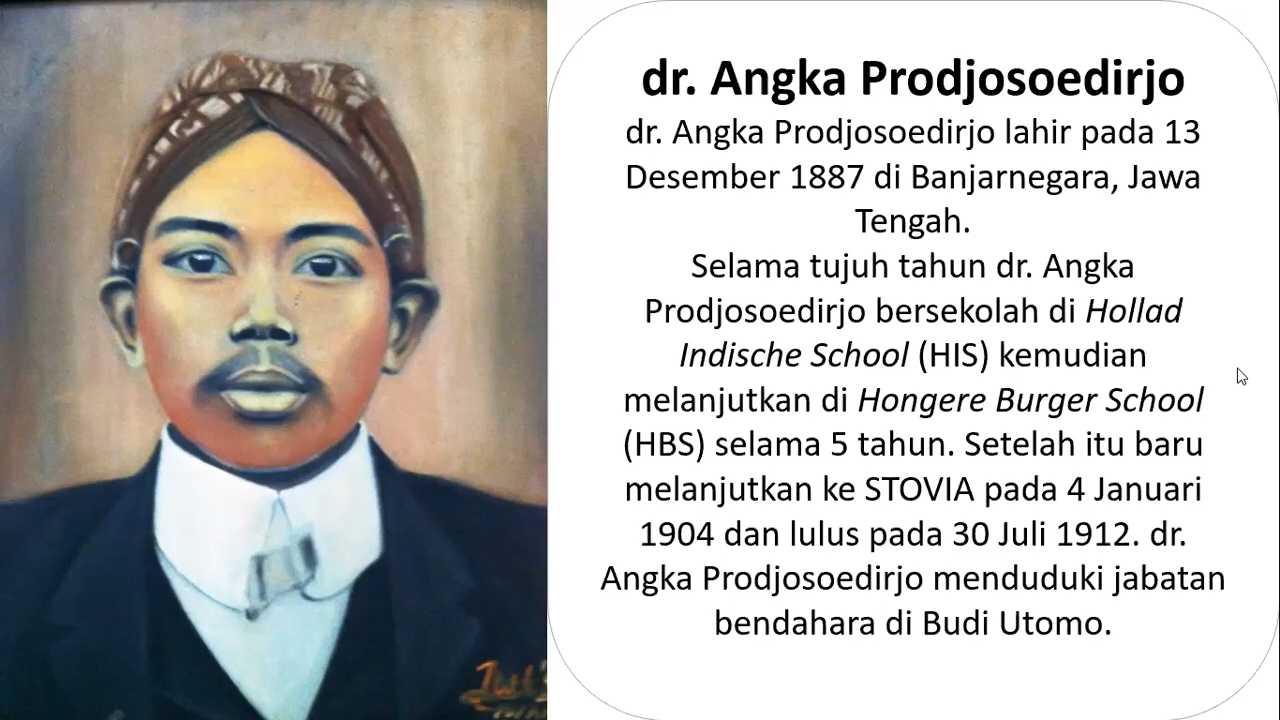 dr. Angka Prodjosoedirjo
dr. Angka Prodjosoedirjo lahir pada 13
Desember 1887 di Banjarnegara, Jawa
Tengah.
Selama tujuh tahun dr. Angka
Prodjosoedirjo bersekolah di Hollad
Indische School (HIS) kemudian
melanjutkan di Hongere Burger School
(HBS) selama 5 tahun. Setelah itu baru
melanjutkan ke STOVIA pada 4 Januari
1904 dan lulus pada 30 Juli 1912. dr.
Angka Prodjosoedirjo menduduki jabatan
bendahara di Budi Utomo.